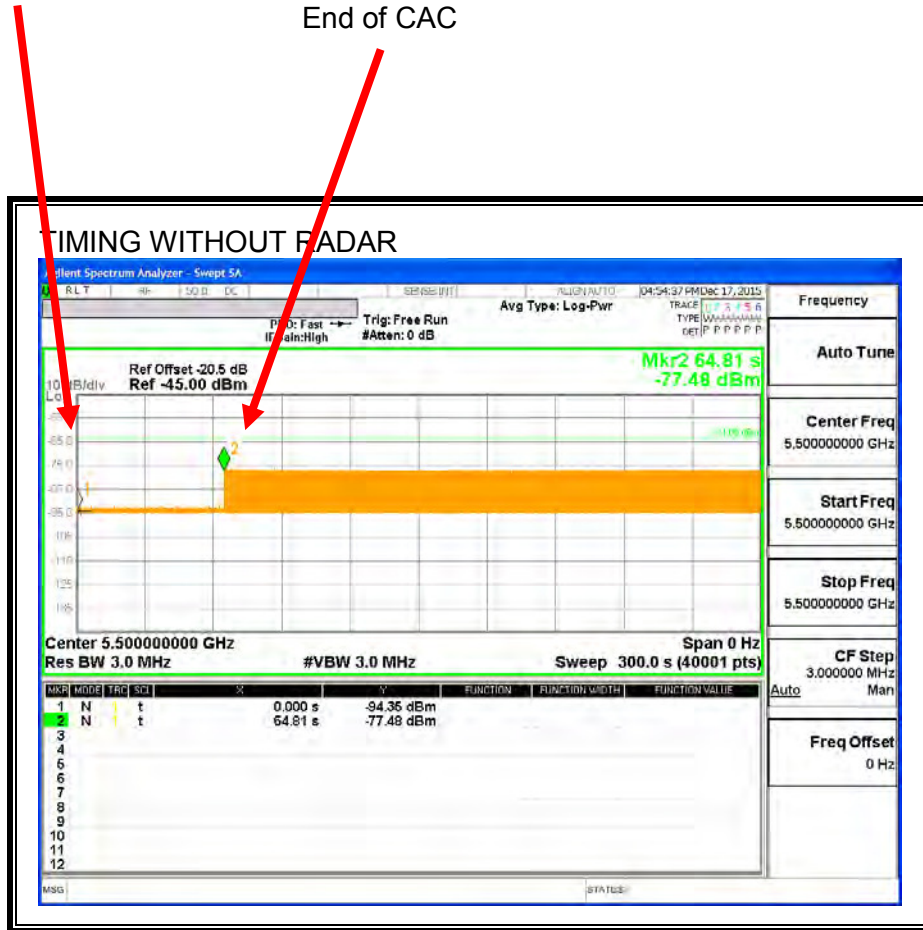 End of CAC
TIMING WITHOUT RADAR
Agilent Spectrum Analyzer - Swept SA
RLT RF 50 Ω DC SENSE:INT ALIGN AUTO 04:54:37 PM Dec 17, 2015
Avg Type: Log-Pwr
TRACE
TYPE
DET P P P P P P
Frequency
PNO: Fast
Trig: Free Run
#Atten: 0 dB
Auto Tune
Mkr2 64.81 s
-77.48 dBm
Ref Offset -20.5 dB
Ref -45.00 dBm
Center Freq
5.500000000 GHz
2
1
Start Freq
5.500000000 GHz
Stop Freq
5.500000000 GHz
Center 5.500000000 GHz
Span 0 Hz
Res BW 3.0 MHz
#VBW 3.0 MHz
Sweep 300.0 s (40001 pts)
CF Step
3.000000 MHz
Auto Man
MKR MODE TRC SCL X Y FUNCTION FUNCTION WIDTH FUNCTION VALUE
1 N 1 t 0.000 s -94.35 dBm
2 N 1 t 64.81 s -77.48 dBm
3
4
5
6
7
8
9
10
11
12
Freq Offset
0 Hz
MSG
STATUS